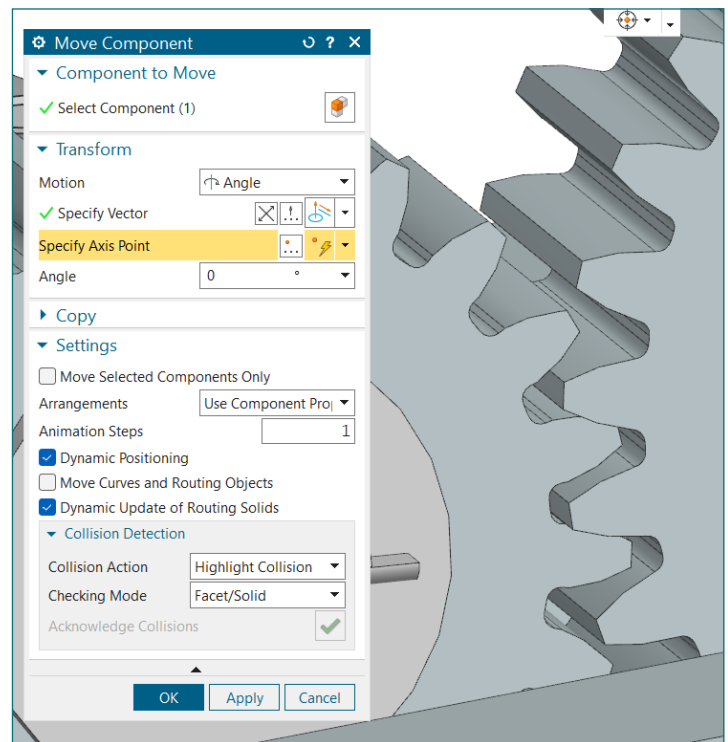 Move Component
Component to Move
Select Component (1)
Transform
Motion Angle
Specify Vector
Specify Axis Point
Angle 0 °
Copy
Settings
Move Selected Components Only
Arrangements Use Component Pro
Animation Steps 1
Dynamic Positioning
Move Curves and Routing Objects
Dynamic Update of Routing Solids
Collision Detection
Collision Action Highlight Collision
Checking Mode Facet/Solid
Acknowledge Collisions
OK Apply Cancel